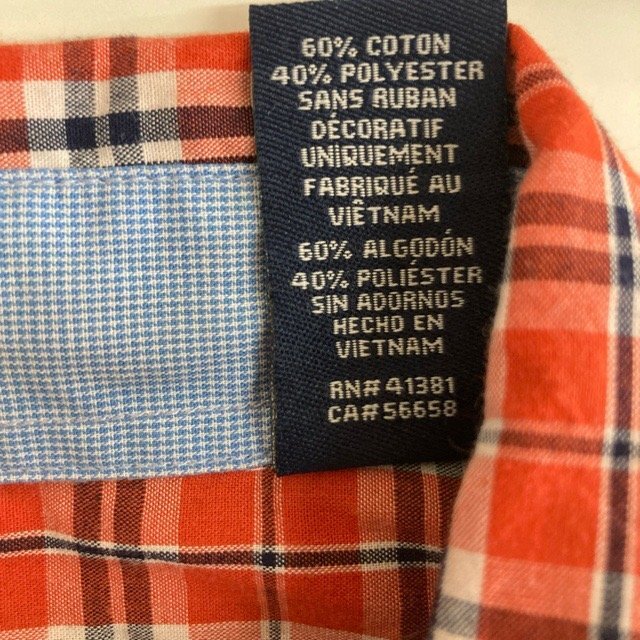 60% COTON
40% POLYESTER
SANS RUBAN
DÉCORATIF
UNIQUEMENT
FABRIQUÉ AU
VIÊTNAM
60% ALGODÓN
40% POLIÉSTER
SIN ADORNOS
HECHO EN
VIETNAM
RN# 41381
CA# 56658